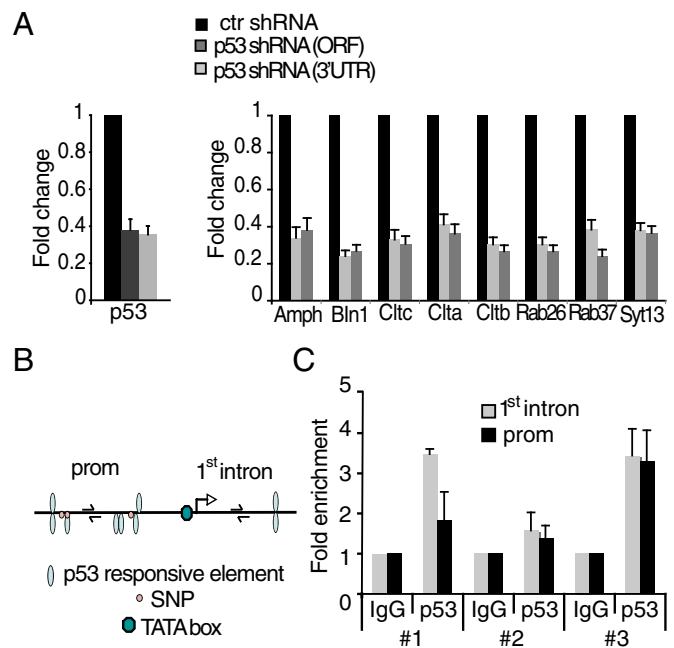 A
ctr shRNA
p53 shRNA (ORF)
p53 shRNA (3'UTR)
Fold change
1
0.8
0.6
0.4
0.2
0
p53
Fold change
1
0.8
0.6
0.4
0.2
0
Amph Bln1 Cltc Clta Cltb Rab26 Rab37 Syt13
B
prom 1st intron
p53 responsive element
SNP
TATA box
C
Fold enrichment
5
4
3
2
1
0
1st intron
prom
IgG p53 IgG p53 IgG p53
#1 #2 #3